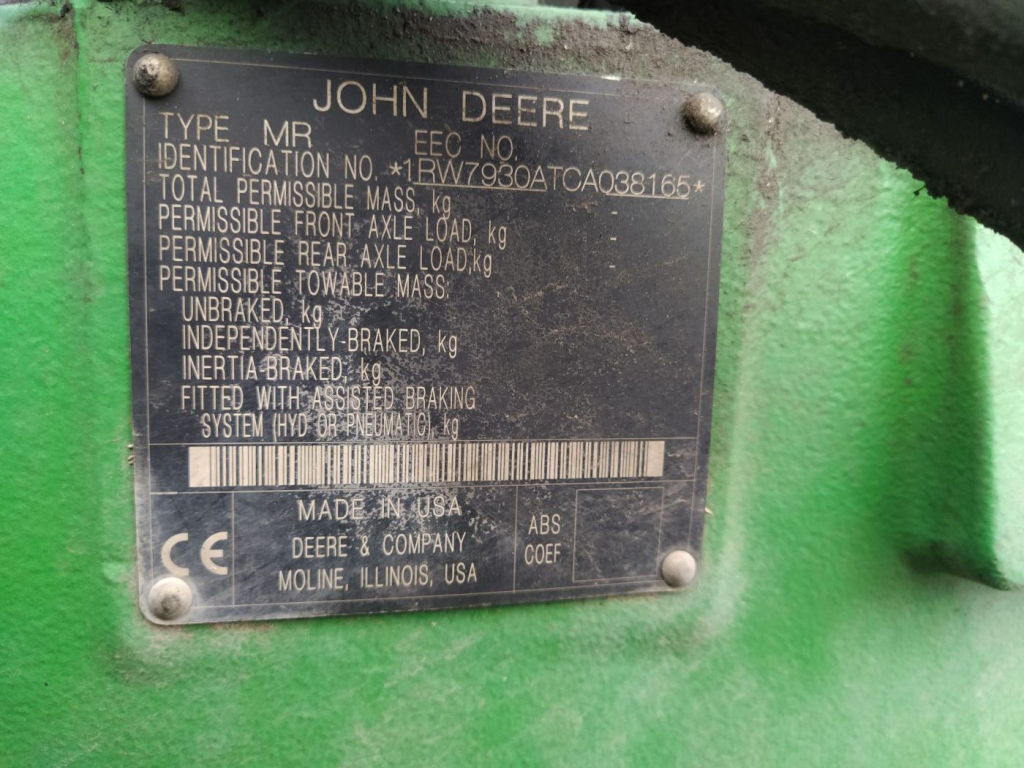 JOHN DEERE
TYPE MR EEC NO.
IDENTIFICATION NO. *1RW7930ATCA038165*
TOTAL PERMISSIBLE MASS, kg -
PERMISSIBLE FRONT AXLE LOAD, kg -
PERMISSIBLE REAR AXLE LOAD,kg -
PERMISSIBLE TOWABLE MASS:
UNBRAKED, kg
INDEPENDENTLY-BRAKED, kg
INERTIA-BRAKED, kg
FITTED WITH ASSISTED BRAKING
SYSTEM (HYD OR PNEUMATIC), kg
CE
MADE IN USA
DEERE & COMPANY
MOLINE, ILLINOIS, USA
ABS
COEF